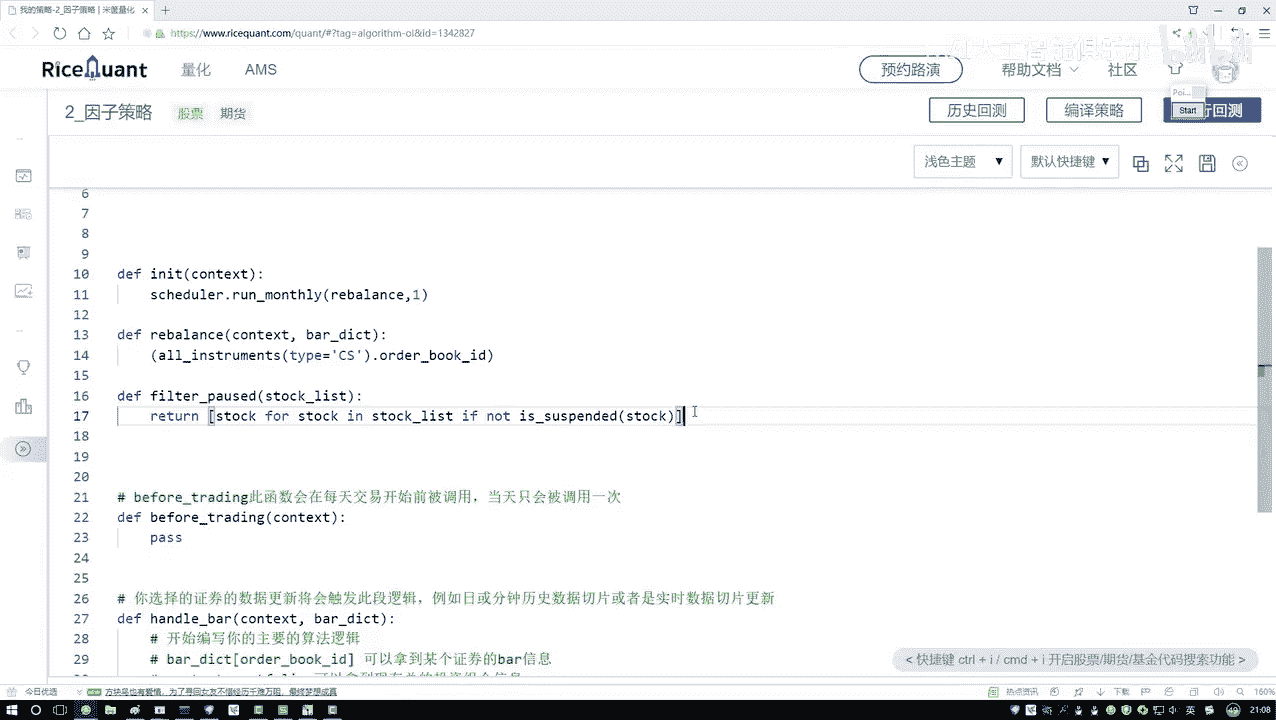 我的策略-2_因子策略 | 米筐量化
https://www.ricequant.com/quant/#?tag=algorithm-ol&id=1342827
RiceQuant 量化 AMS 预约路演 帮助文档 社区
Poi...
Start
2_因子策略 股票 期货 历史回测 编译策略 行回测
浅色主题 ▼ 默认快捷键 ▼
6
7
8
9
10 def init(context):
11 scheduler.run_monthly(rebalance,1)
12
13 def rebalance(context, bar_dict):
14 (all_instruments(type='CS').order_book_id)
15
16 def filter_paused(stock_list):
17 return [stock for stock in stock_list if not is_suspended(stock)]
18
19
20
21 # before_trading此函数会在每天交易开始前被调用，当天只会被调用一次
22 def before_trading(context):
23 pass
24
25
26 # 你选择的证券的数据更新将会触发此段逻辑，例如日或分钟历史数据切片或者是实时数据切片更新
27 def handle_bar(context, bar_dict):
28 # 开始编写你的主要的算法逻辑
29 # bar_dict[order_book_id] 可以拿到某个证券的bar信息
< 快捷键 ctrl + i / cmd + i 开启股票/期货/基金代码搜索功能 >
今日优选 热点资讯 下载 160%
英 21:08